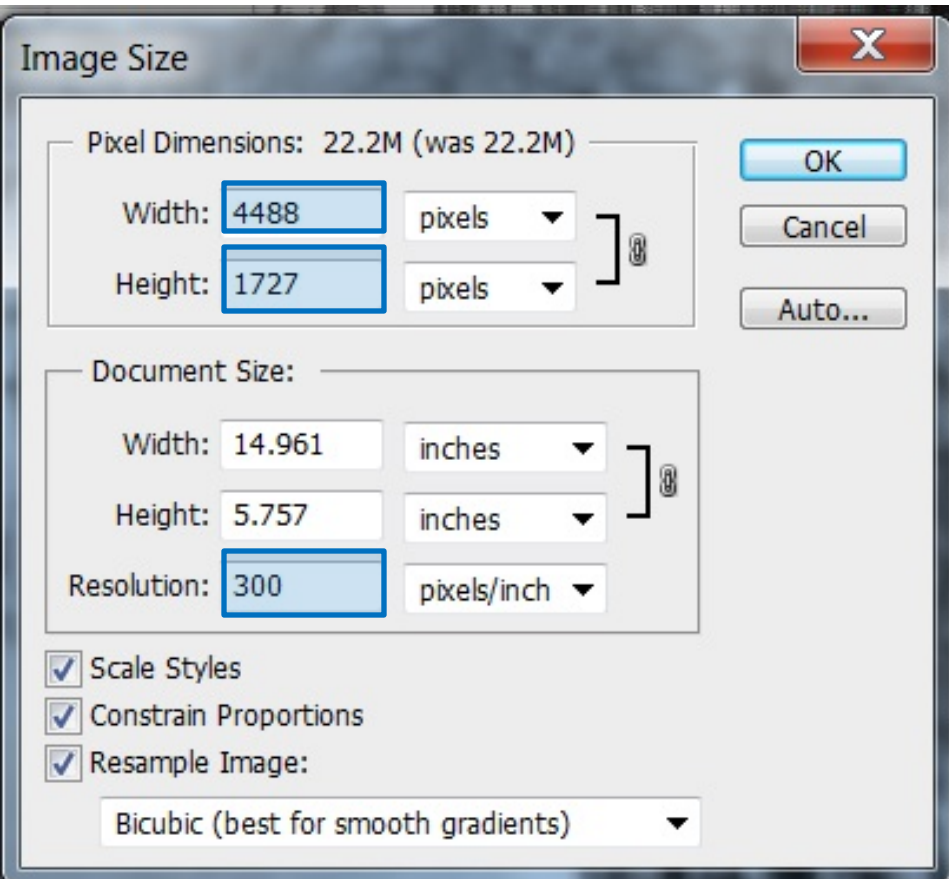 Image Size
Pixel Dimensions: 22.2M (was 22.2M)
OK
Width: 4488 pixels
Cancel
Height: 1727 pixels
Auto...
Document Size:
Width: 14.961 inches
Height: 5.757 inches
Resolution: 300 pixels/inch
Scale Styles
Constrain Proportions
Resample Image:
Bicubic (best for smooth gradients)